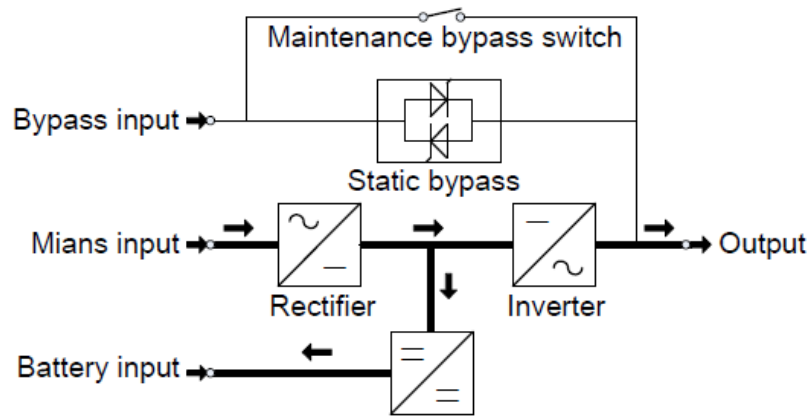 Maintenance bypass switch
Bypass input
Static bypass
Mians input
Output
Rectifier
Inverter
Battery input